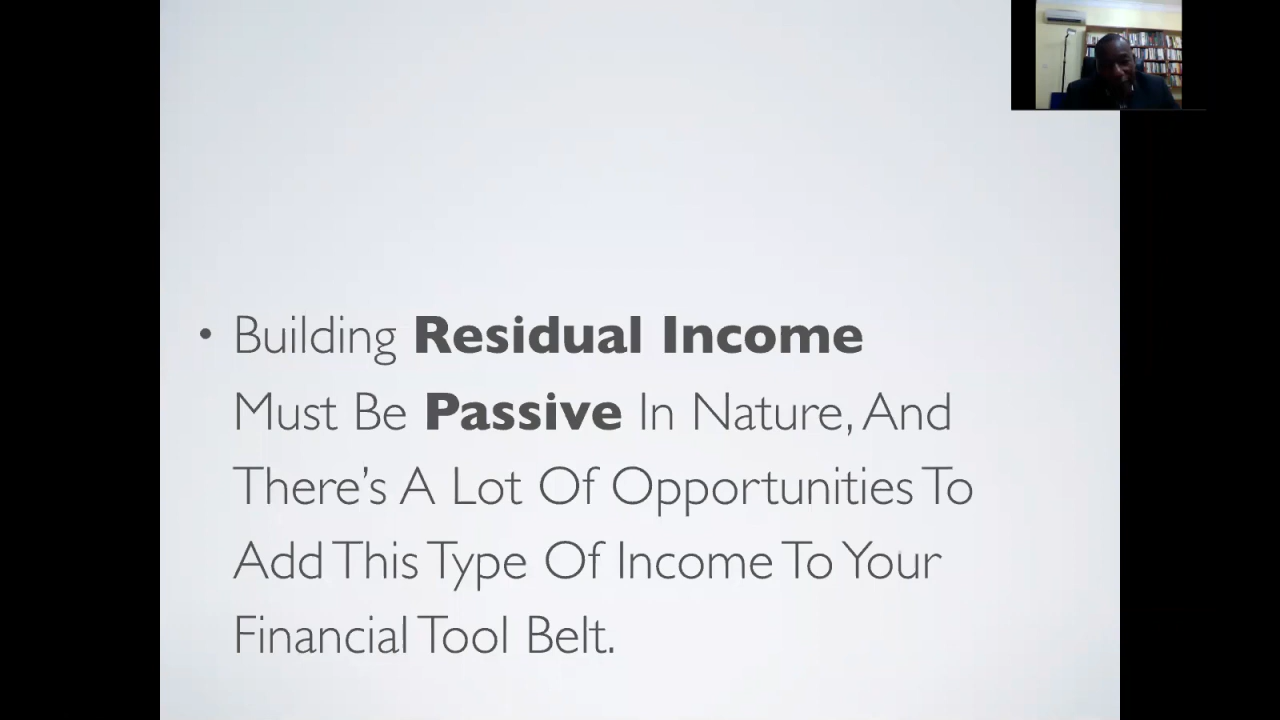 • Building Residual Income
Must Be Passive In Nature, And
There's A Lot Of Opportunities To
Add This Type Of Income To Your
Financial Tool Belt.